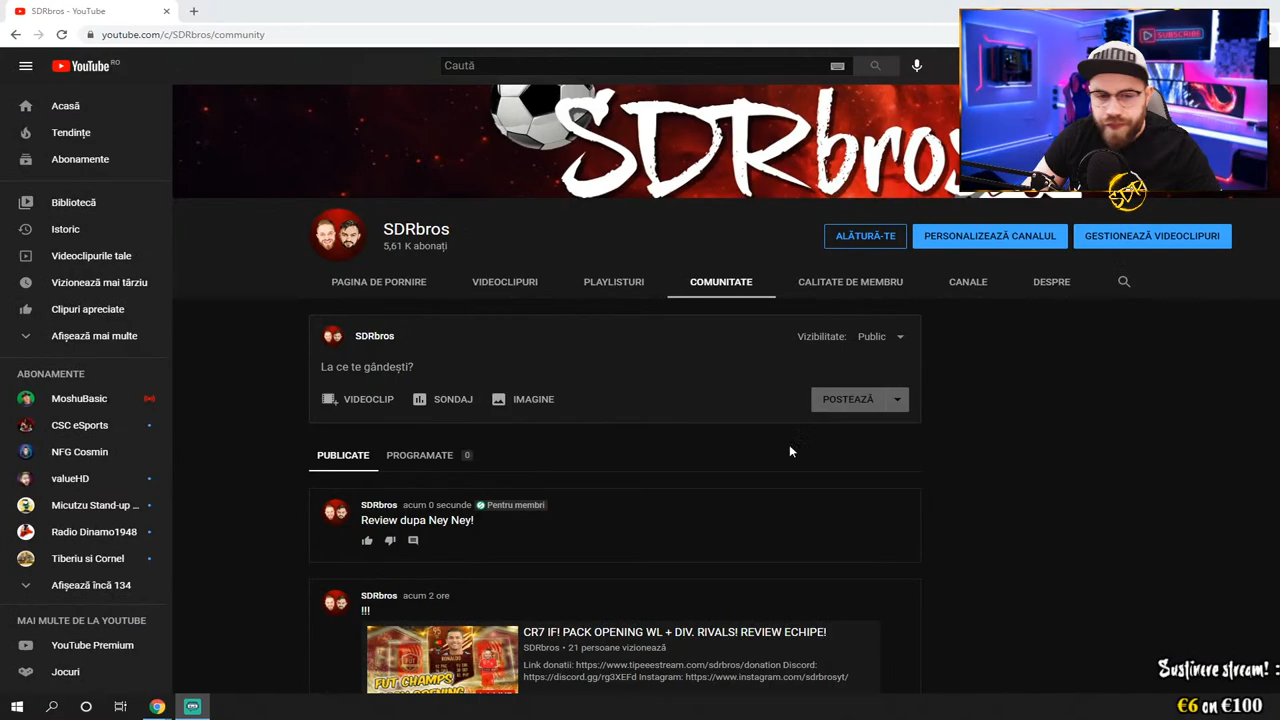 SDRbros - YouTube
youtube.com/c/SDRbros/community
SUBSCRIBE
YouTube RO
Caută
Acasă
Tendințe
Abonamente
Bibliotecă
Istoric
Videoclipurile tale
Vizionează mai târziu
Clipuri apreciate
Afișează mai multe
ABONAMENTE
MoshuBasic
CSC eSports
NFG Cosmin
valueHD
Micutzu Stand-up ...
Radio Dinamo1948
Tiberiu si Cornel
Afișează încă 134
MAI MULTE DE LA YOUTUBE
YouTube Premium
Jocuri
SDRbros
SDRbros
5,61 K abonați
ALĂTURĂ-TE
PERSONALIZEAZĂ CANALUL
GESTIONEAZĂ VIDEOCLIPURI
PAGINA DE PORNIRE
VIDEOCLIPURI
PLAYLISTURI
COMUNITATE
CALITATE DE MEMBRU
CANALE
DESPRE
SDRbros
Vizibilitate: Public
La ce te gândești?
VIDEOCLIP
SONDAJ
IMAGINE
POSTEAZĂ
PUBLICATE
PROGRAMATE 0
SDRbros acum 0 secunde Pentru membri
Review dupa Ney Ney!
SDRbros acum 2 ore
!!!
CR7 IF! PACK OPENING WL + DIV. RIVALS! REVIEW ECHIPE!
SDRbros • 21 persoane vizionează
Link donatii: https://www.tipeeestream.com/sdrbros/donation Discord:
https://discord.gg/rg3XEFd Instagram: https://www.instagram.com/sdrbrosyt/
RONALDO
FUT CHAMPS
Sustinere stream! :
€6 on €100